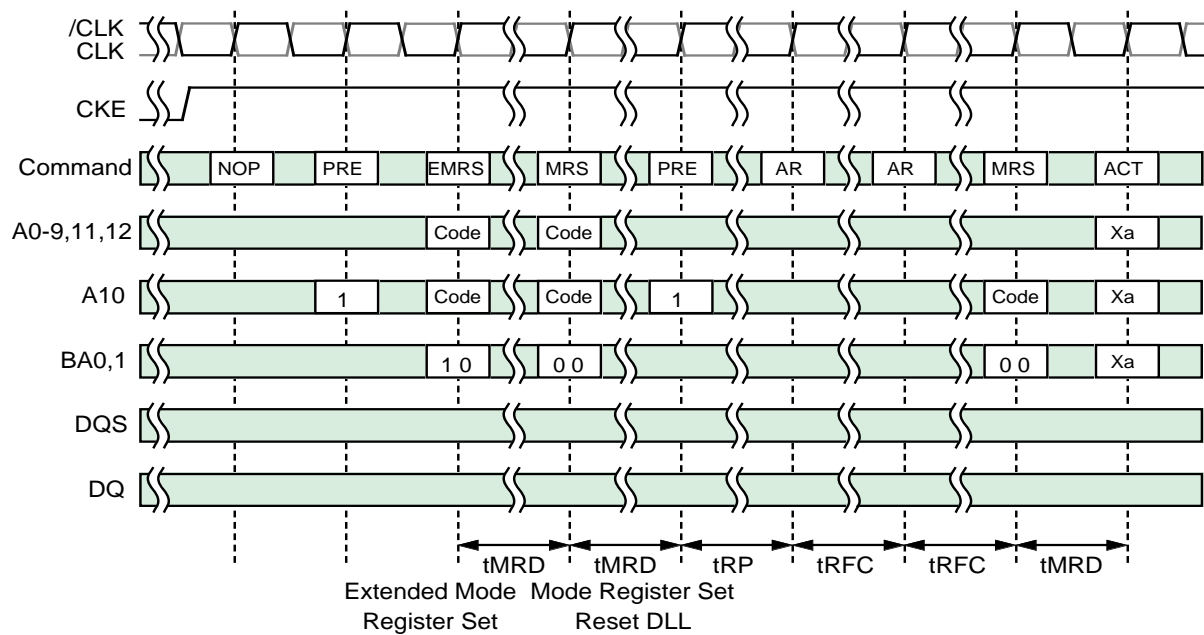 /CLK
CLK
CKE
Command NOP PRE EMRS MRS PRE AR AR MRS ACT
A0-9,11,12 Code Code Xa
A10 1 Code Code 1 Code Xa
BA0,1 1 0 0 0 0 0 Xa
DQS
DQ
tMRD tMRD tRP tRFC tRFC tMRD
Extended Mode Mode Register Set
Register Set Reset DLL